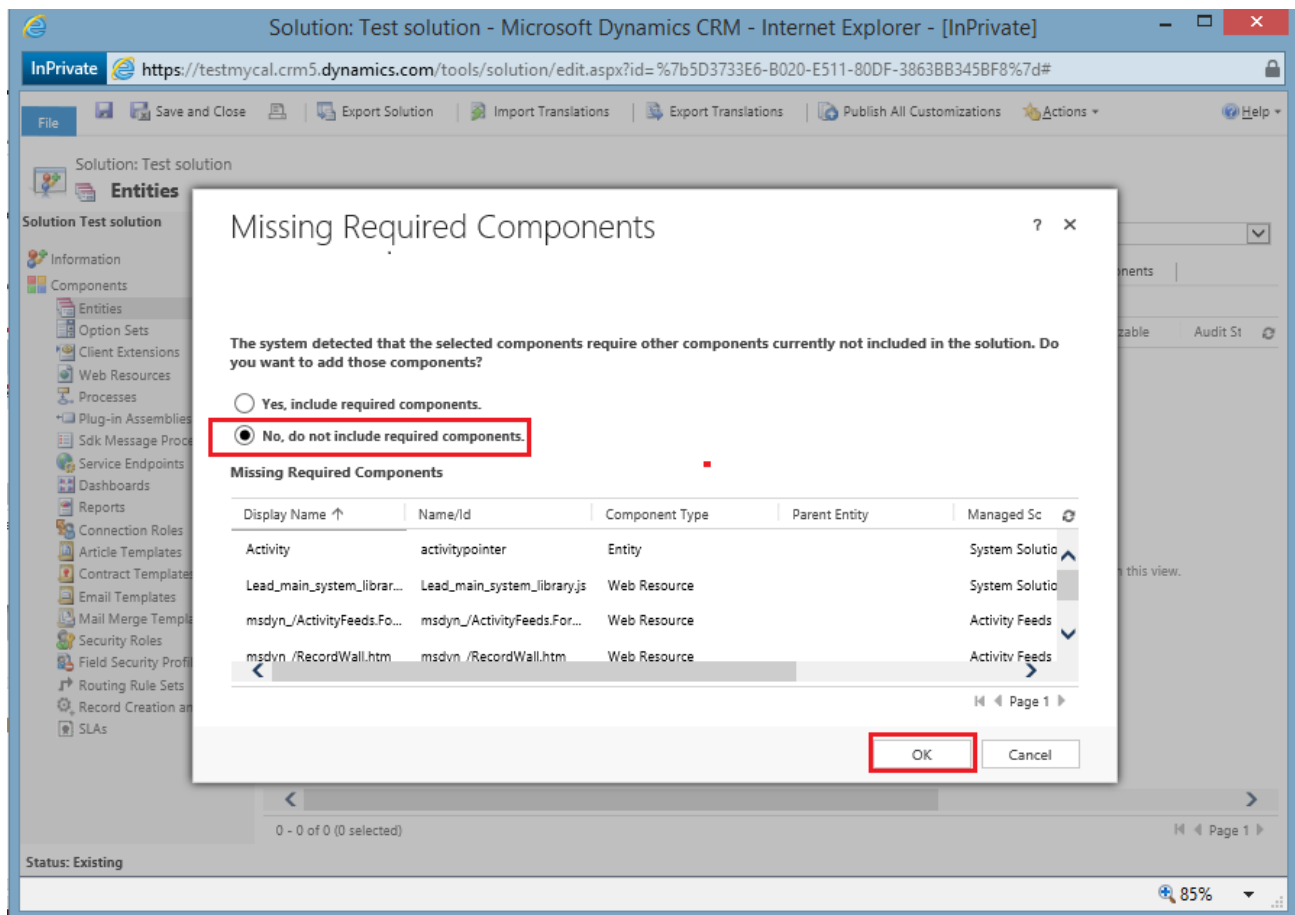 Solution: Test solution - Microsoft Dynamics CRM - Internet Explorer - [InPrivate]
InPrivate https://testmycal.crm5.dynamics.com/tools/solution/edit.aspx?id=%7b5D3733E6-B020-E511-80DF-3863BB345BF8%7d#
File Save and Close Export Solution Import Translations Export Translations Publish All Customizations Actions Help
Solution: Test solution
Entities
Solution Test solution
Information
Components
Entities
Option Sets
Client Extensions
Web Resources
Processes
Plug-in Assemblies
Sdk Message Proce
Service Endpoints
Dashboards
Reports
Connection Roles
Article Templates
Contract Templates
Email Templates
Mail Merge Templa
Security Roles
Field Security Profil
Routing Rule Sets
Record Creation an
SLAs
Missing Required Components ?
The system detected that the selected components require other components currently not included in the solution. Do
you want to add those components?
Yes, include required components.
No, do not include required components.
Missing Required Components
Display Name Name/Id Component Type Parent Entity Managed Sc
Activity activitypointer Entity System Solutio
Lead_main_system_librar... Lead_main_system_library.js Web Resource System Solutio
msdyn_/ActivityFeeds.Fo... msdyn_/ActivityFeeds.For... Web Resource Activity Feeds
msdyn_/RecordWall.htm msdyn_/RecordWall.htm Web Resource Activity Feeds
Page 1
OK Cancel
onents
zable Audit St
n this view.
0 - 0 of 0 (0 selected) Page 1
Status: Existing
85%